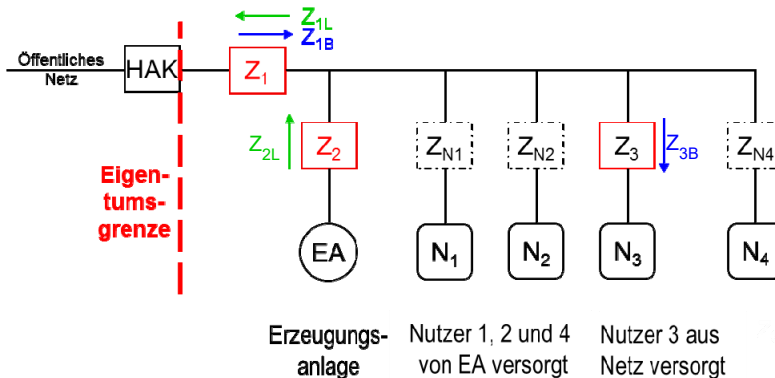 Z1L
Z1B
Öffentliches
Netz
HAK
Z1
Z2L
Z2
ZN1
ZN2
Z3
Z3B
ZN4
Eigen-
tums-
grenze
EA
N1
N2
N3
N4
Erzeugungs-
anlage
Nutzer 1, 2 und 4
von EA versorgt
Nutzer 3 aus
Netz versorgt